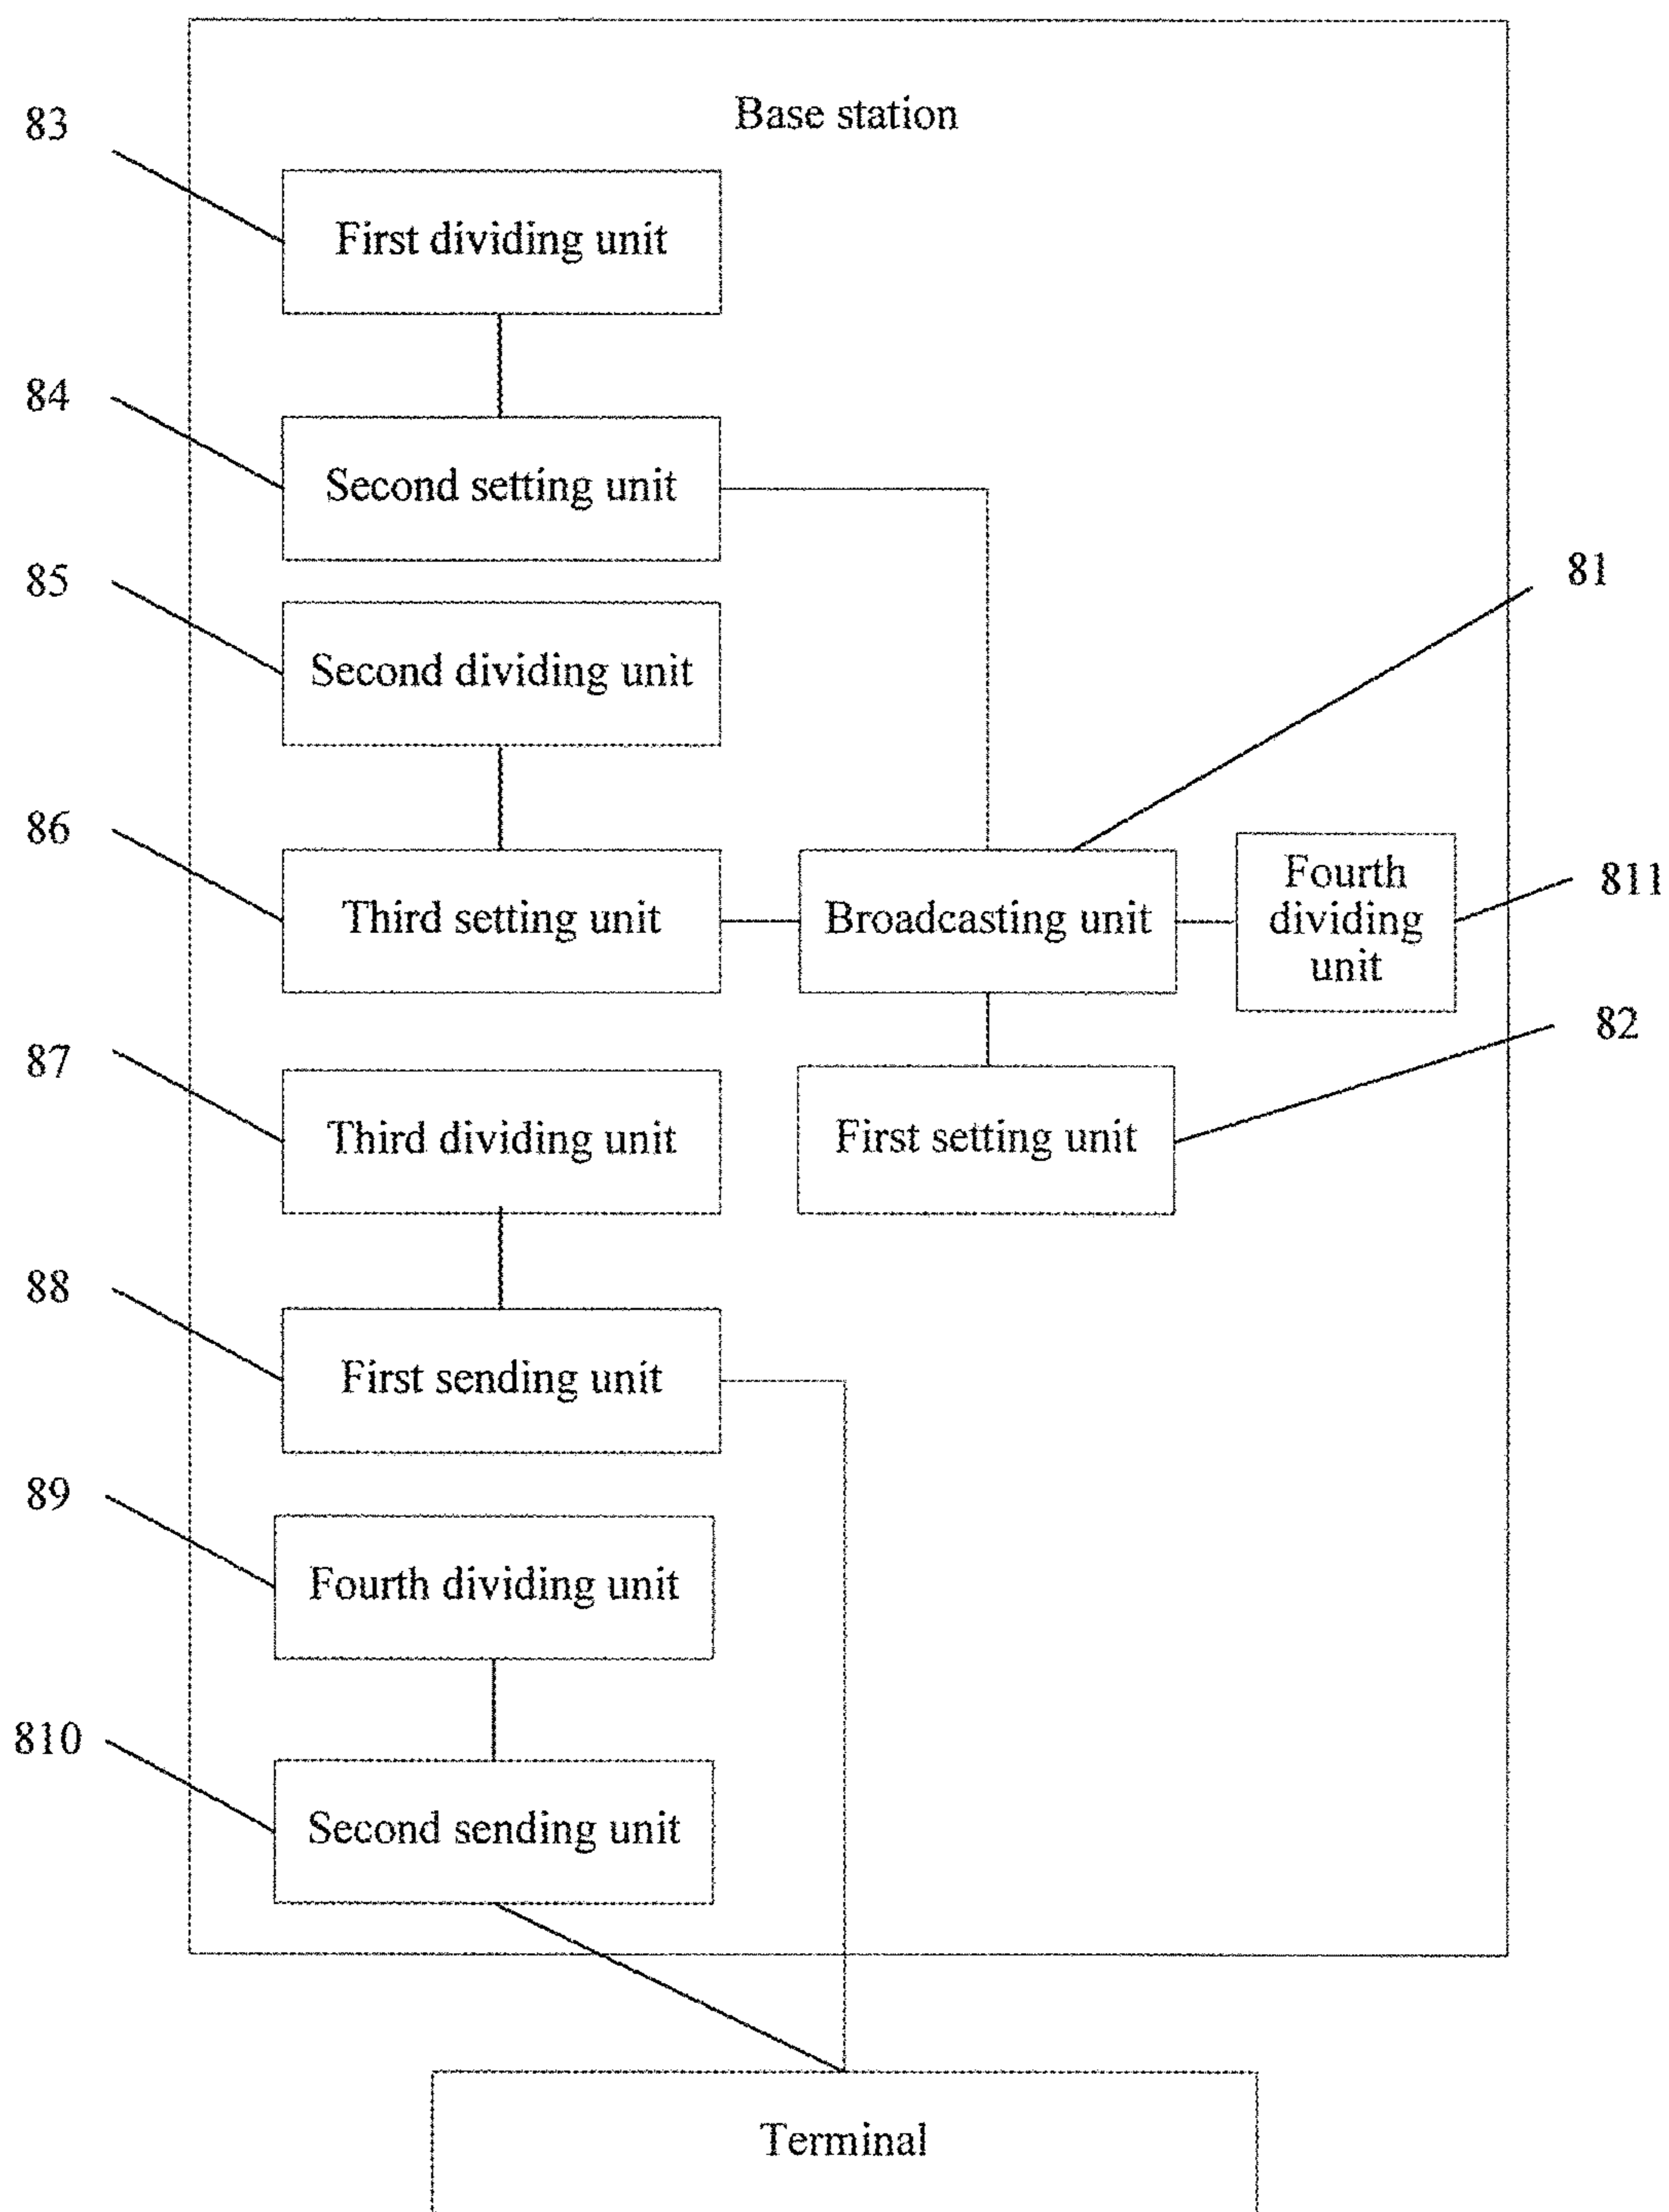 Base station
83
First dividing unit
84
Second setting unit
85
81
Second dividing unit
86
Third setting unit
Broadcasting unit
Fourth
dividing
unit
811
82
87
Third dividing unit
First setting unit
88
First sending unit
89
Fourth dividing unit
810
Second sending unit
Terminal